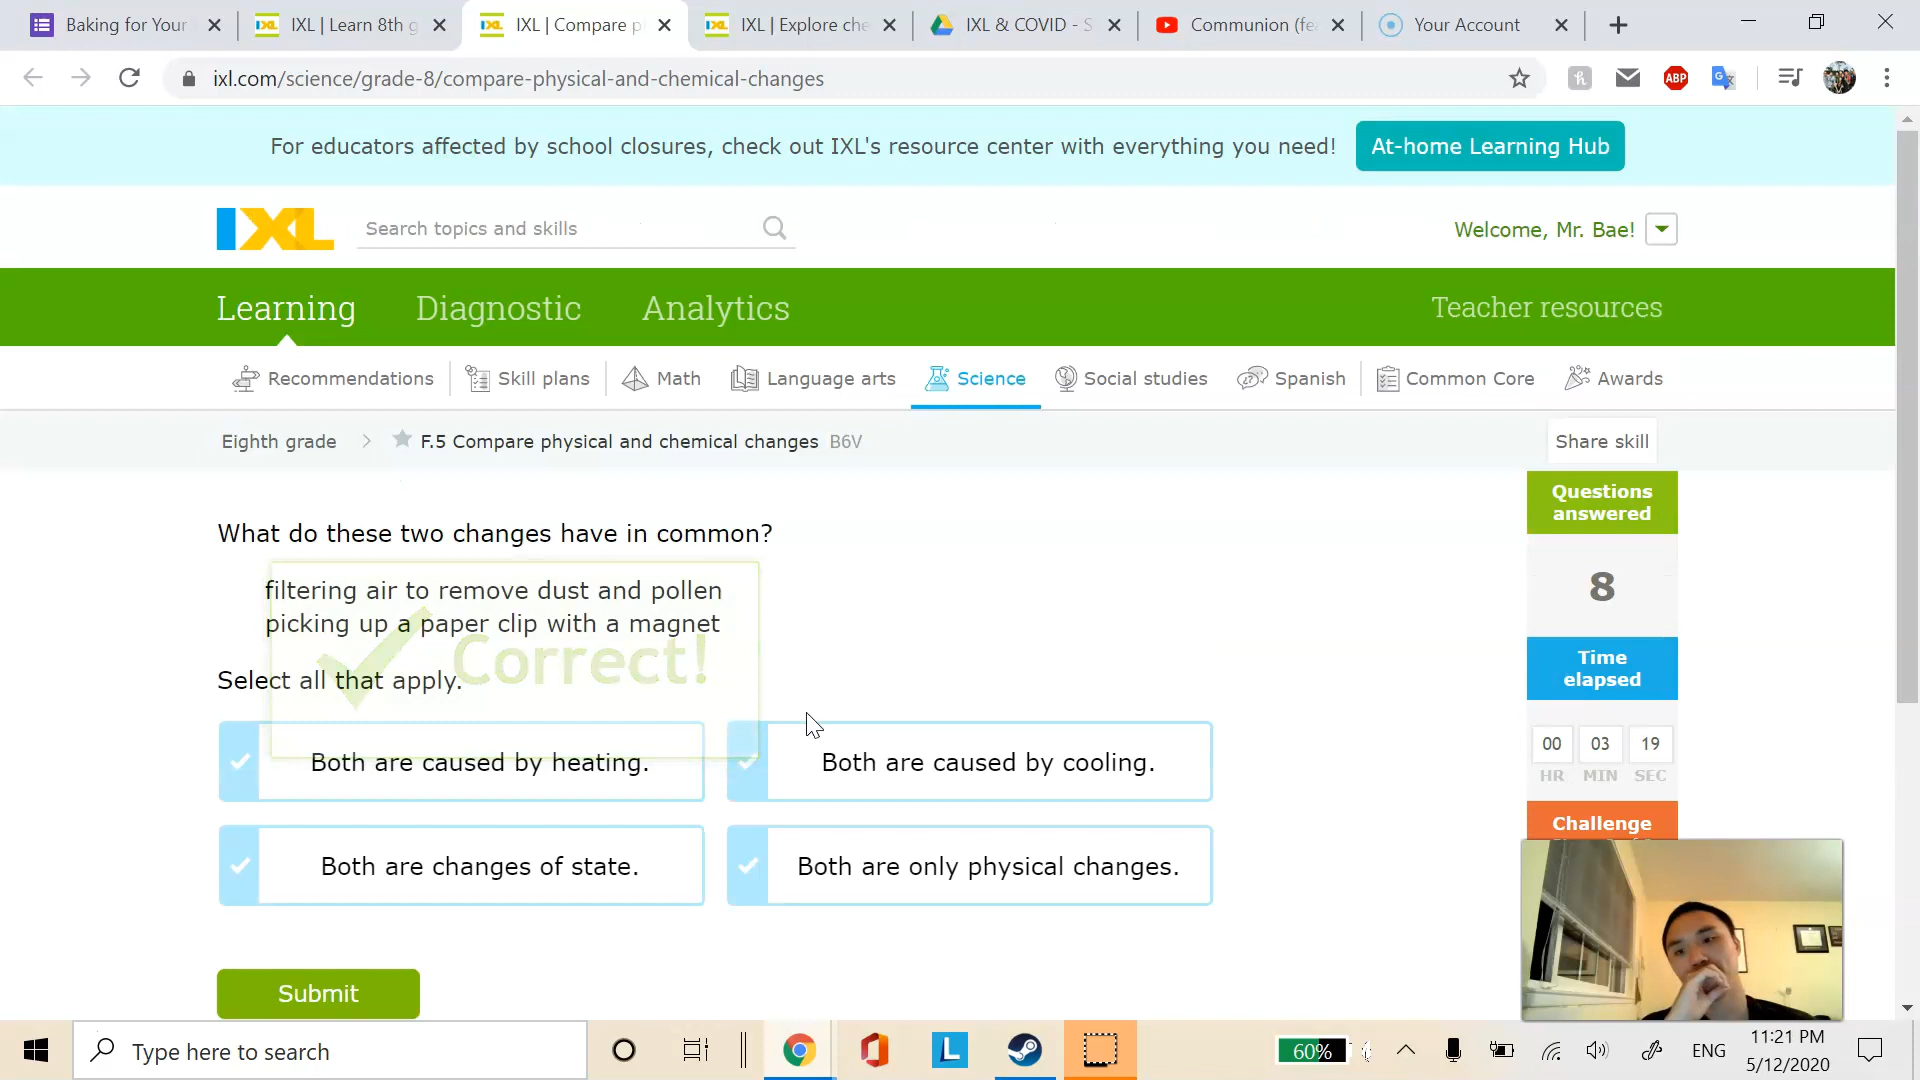 Baking for Your
IXL | Learn 8th g
IXL | Compare p
IXL | Explore che
IXL & COVID - S
Communion (fea
Your Account
ixl.com/science/grade-8/compare-physical-and-chemical-changes
ABP
For educators affected by school closures, check out IXL's resource center with everything you need!
At-home Learning Hub
IXL
Search topics and skills
Welcome, Mr. Bae!
Learning
Diagnostic
Analytics
Teacher resources
Recommendations
Skill plans
Math
Language arts
Science
Social studies
Spanish
Common Core
Awards
Eighth grade
F.5 Compare physical and chemical changes B6V
Share skill
What do these two changes have in common?
filtering air to remove dust and pollen
picking up a paper clip with a magnet
Correct!
Select all that apply.
Both are caused by heating.
Both are caused by cooling.
Both are changes of state.
Both are only physical changes.
Submit
Questions
answered
8
Time
elapsed
00 03 19
HR MIN SEC
Challenge
Type here to search
L
60%
ENG
11:21 PM
5/12/2020